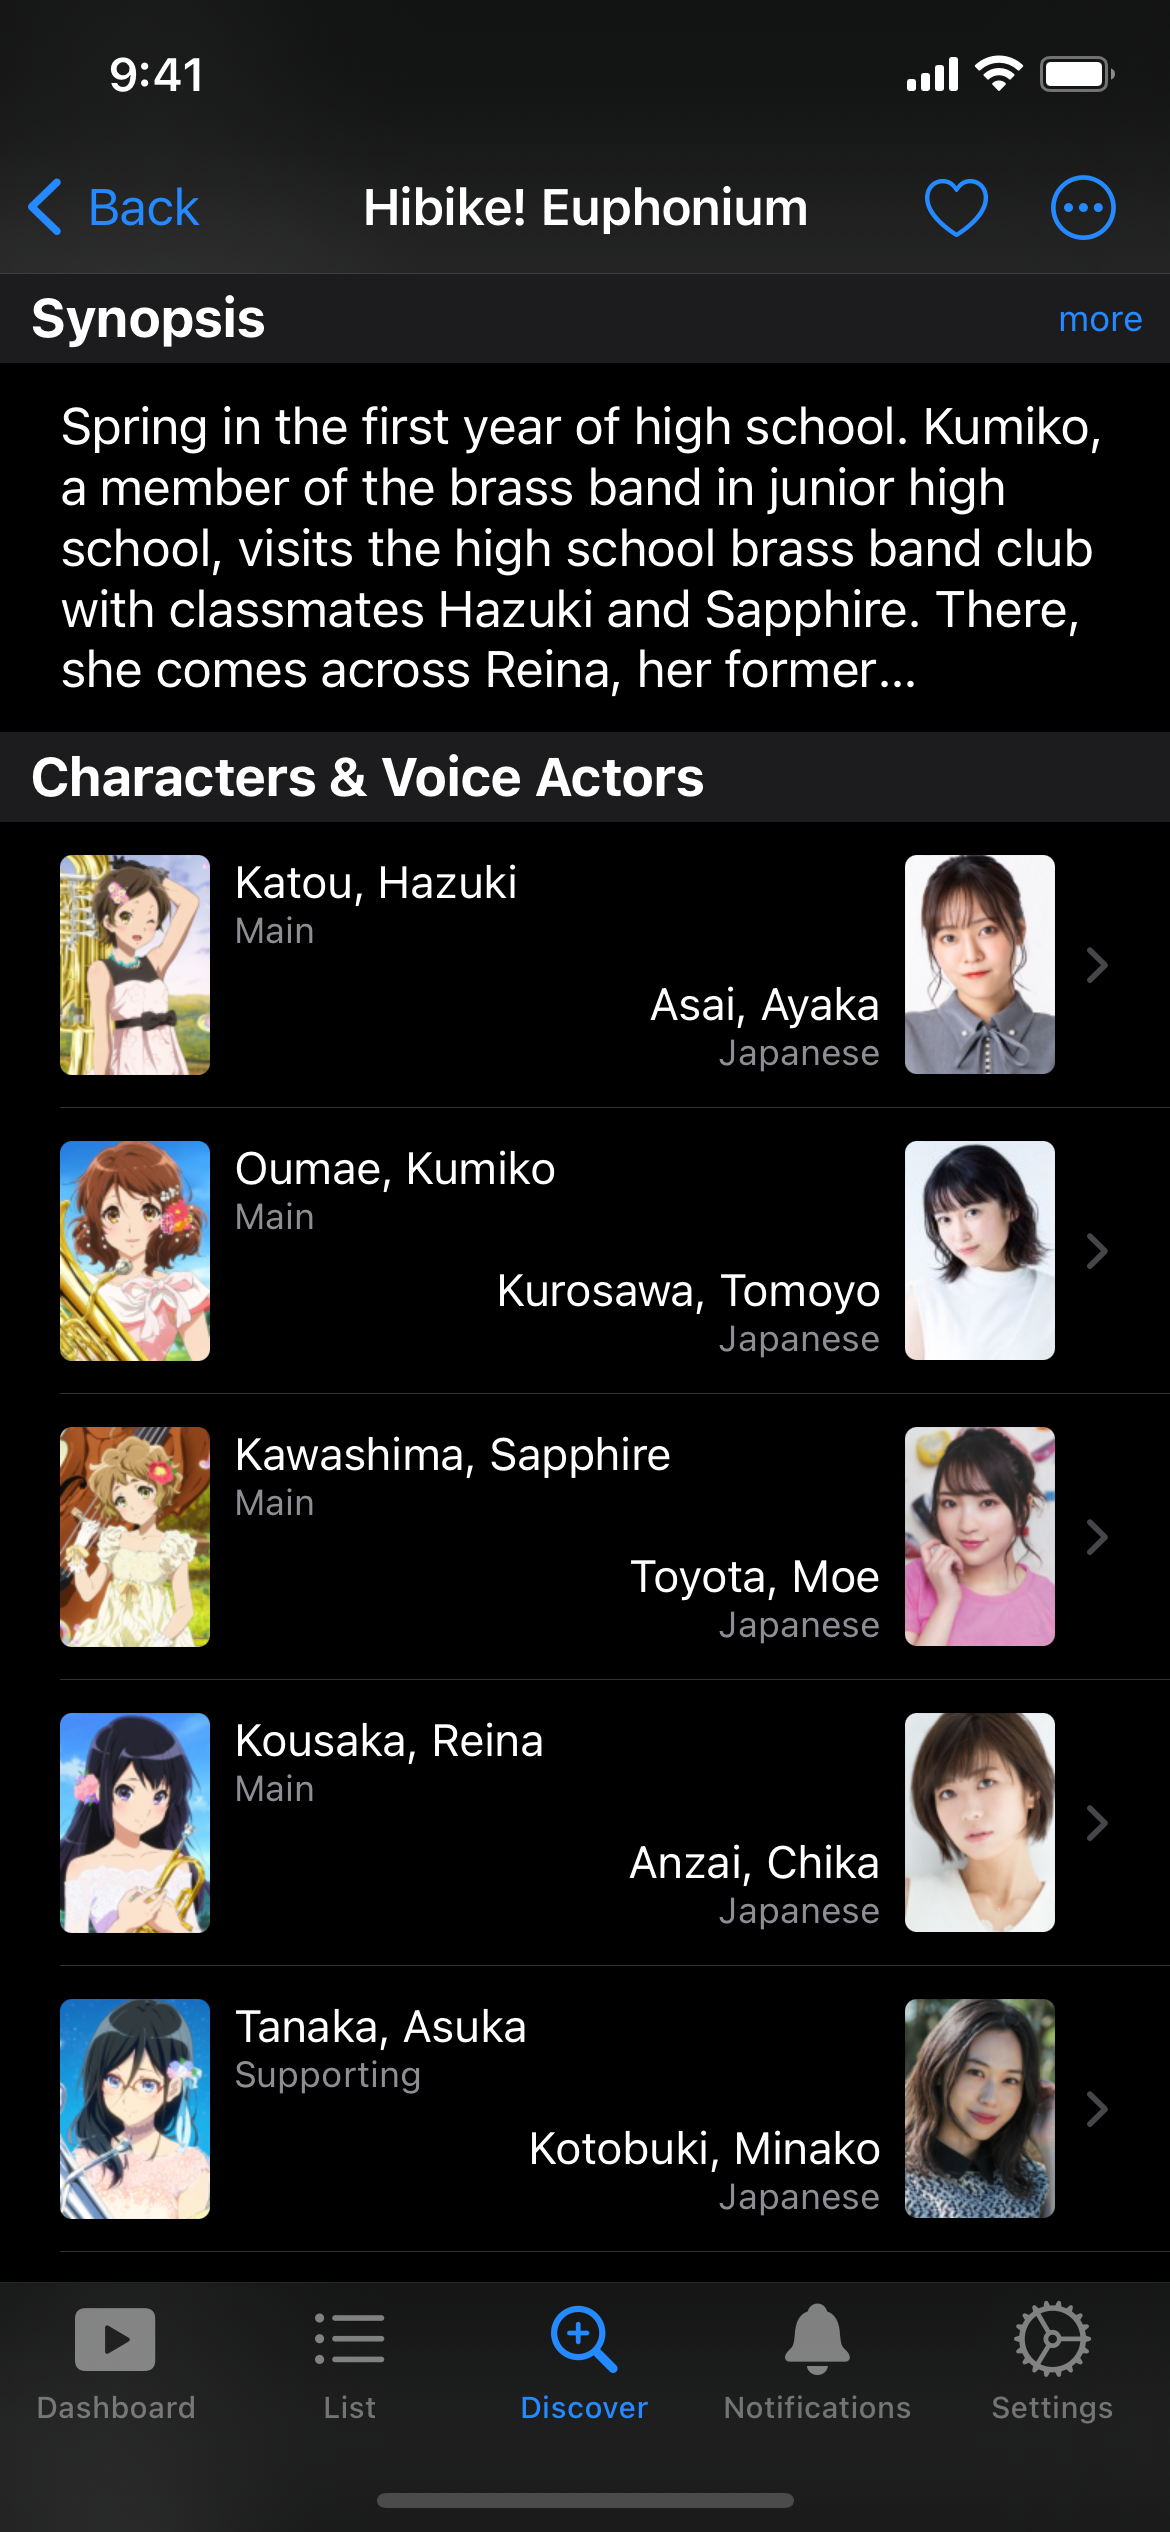 9:41
Back
Hibike! Euphonium
Synopsis
more
Spring in the first year of high school. Kumiko,
a member of the brass band in junior high
school, visits the high school brass band club
with classmates Hazuki and Sapphire. There,
she comes across Reina, her former...
Characters & Voice Actors
Katou, Hazuki
Main
Asai, Ayaka
Japanese
Oumae, Kumiko
Main
Kurosawa, Tomoyo
Japanese
Kawashima, Sapphire
Main
Toyota, Moe
Japanese
Kousaka, Reina
Main
Anzai, Chika
Japanese
Tanaka, Asuka
Supporting
Kotobuki, Minako
Japanese
Dashboard
List
Discover
Notifications
Settings